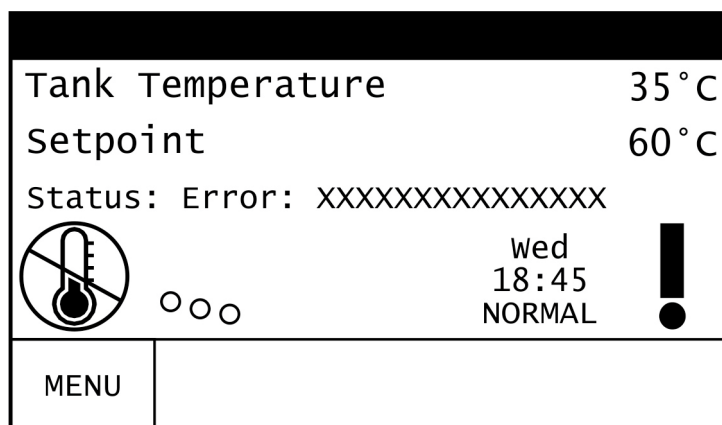 Tank Temperature 35°C
Setpoint 60°C
Status: Error: XXXXXXXXXXXXXXX
Wed
18:45
NORMAL
MENU